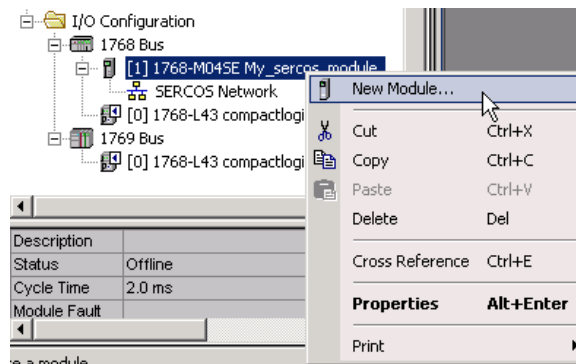 I/O Configuration
1768 Bus
[1] 1768-M04SE My_sercos_module
SERCOS Network
[0] 1768-L43 compactlogi
1769 Bus
[0] 1768-L43 compactlogi
New Module...
Cut Ctrl+X
Copy Ctrl+C
Paste Ctrl+V
Delete Del
Cross Reference Ctrl+E
Properties Alt+Enter
Print
Description
Status Offline
Cycle Time 2.0 ms
Module Fault
a module